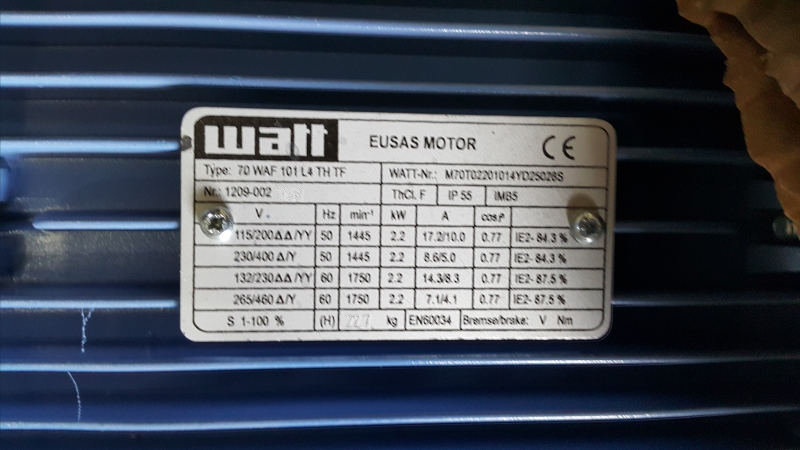 watt EUSAS MOTOR CE
Type: 70 WAF 101 L4 TH TF WATT-Nr.: M70T02201014YD25028S
Nr.: 1209-002 ThCl. F IP 55 IMB5
V~ Hz min⁻¹ kW A cosφ
115/200ΔΔ/YY 50 1445 2.2 17.2/10.0 0.77 IE2- 84.3 %
230/400 Δ/Y 50 1445 2.2 8.6/5.0 0.77 IE2- 84.3 %
132/230ΔΔ/YY 60 1750 2.2 14.3/8.3 0.77 IE2- 87.5 %
265/460 Δ/Y 60 1750 2.2 7.1/4.1 0.77 IE2- 87.5 %
S 1-100 % (H) kg EN60034 Bremse/brake: V Nm